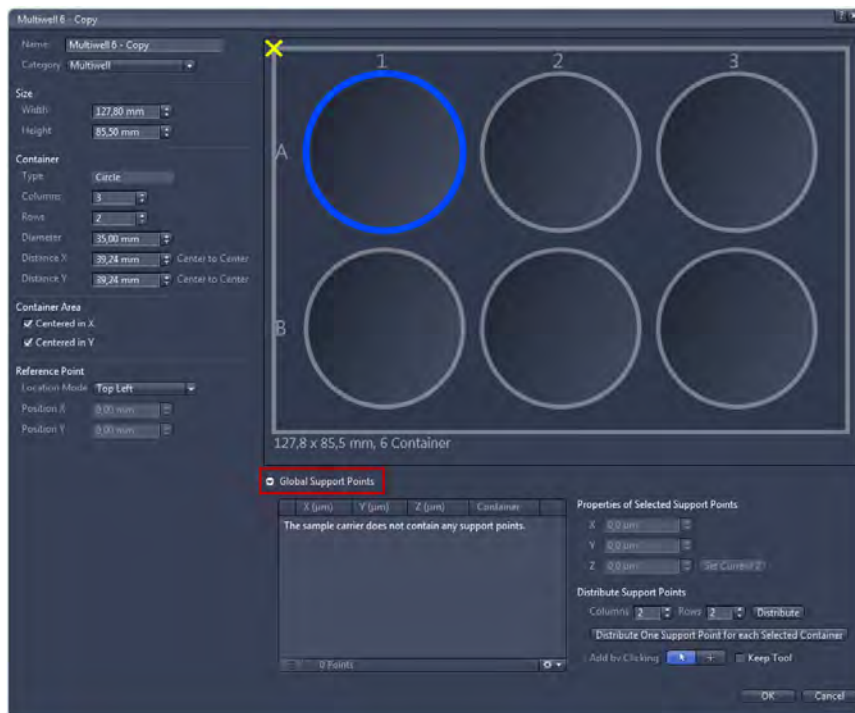 Multiwell 6 - Copy
Name: Multiwell 6 - Copy
Category Multiwell
Size
Width 127,80 mm
Height 85,50 mm
Container
Type Circle
Columns 3
Rows 2
Diameter 35,00 mm
Distance X 39,24 mm Center to Center
Distance Y 39,24 mm Center to Center
Container Area
Centered in X
Centered in Y
Reference Point
Location Mode Top Left
Position X 0,00 mm
Position Y 0,00 mm
1 2 3
A
B
127,8 x 85,5 mm, 6 Container
Global Support Points
X (µm) Y (µm) Z (µm) Container
The sample carrier does not contain any support points.
0 Points
Properties of Selected Support Points
X 0,0 µm
Y 0,0 µm
Z 0,0 µm Set Current Z
Distribute Support Points
Columns 2 Rows 2 Distribute
Distribute One Support Point for each Selected Container
Add by Clicking Keep Tool
OK Cancel